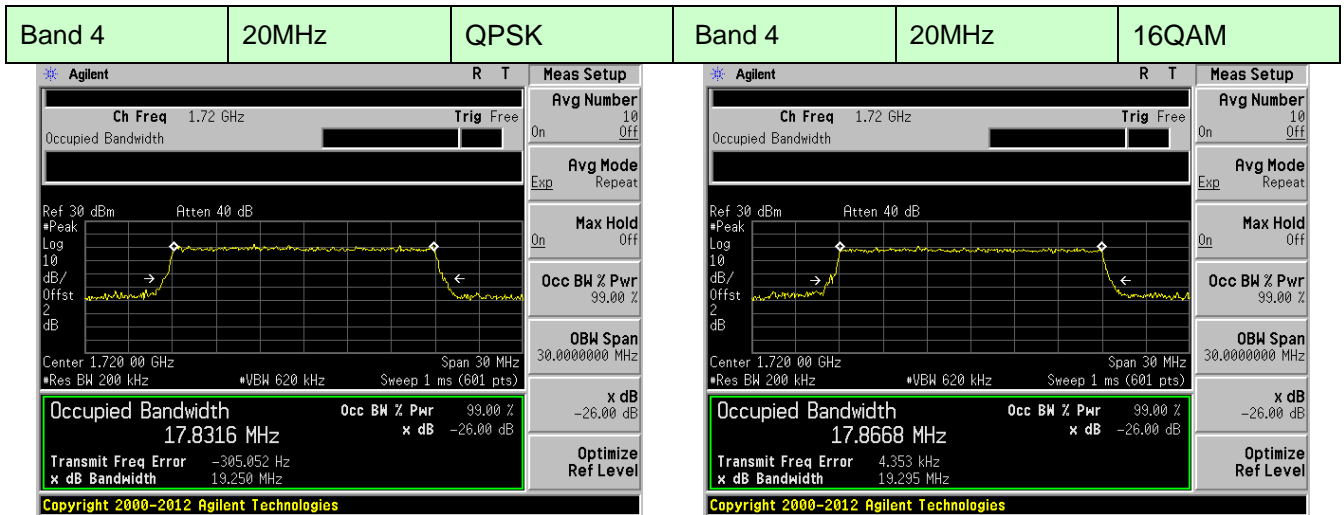 Band 4 20MHz QPSK Band 4 20MHz 16QAM
Agilent R T Meas Setup
Ch Freq 1.72 GHz Trig Free
Occupied Bandwidth
Avg Number
10
On Off
Avg Mode
Exp Repeat
Ref 30 dBm Atten 40 dB
#Peak
Log
10
dB/
Offst
2
dB
Max Hold
On Off
Occ BW % Pwr
99.00 %
Center 1.720 00 GHz Span 30 MHz
#Res BW 200 kHz #VBW 620 kHz Sweep 1 ms (601 pts)
OBW Span
30.0000000 MHz
Occupied Bandwidth Occ BW % Pwr 99.00 %
17.8316 MHz x dB -26.00 dB
Transmit Freq Error -305.052 Hz
x dB Bandwidth 19.250 MHz
x dB
-26.00 dB
Optimize
Ref Level
Copyright 2000-2012 Agilent Technologies
Agilent R T Meas Setup
Ch Freq 1.72 GHz Trig Free
Occupied Bandwidth
Avg Number
10
On Off
Avg Mode
Exp Repeat
Ref 30 dBm Atten 40 dB
#Peak
Log
10
dB/
Offst
2
dB
Max Hold
On Off
Occ BW % Pwr
99.00 %
Center 1.720 00 GHz Span 30 MHz
#Res BW 200 kHz #VBW 620 kHz Sweep 1 ms (601 pts)
OBW Span
30.0000000 MHz
Occupied Bandwidth Occ BW % Pwr 99.00 %
17.8668 MHz x dB -26.00 dB
Transmit Freq Error 4.353 kHz
x dB Bandwidth 19.295 MHz
x dB
-26.00 dB
Optimize
Ref Level
Copyright 2000-2012 Agilent Technologies